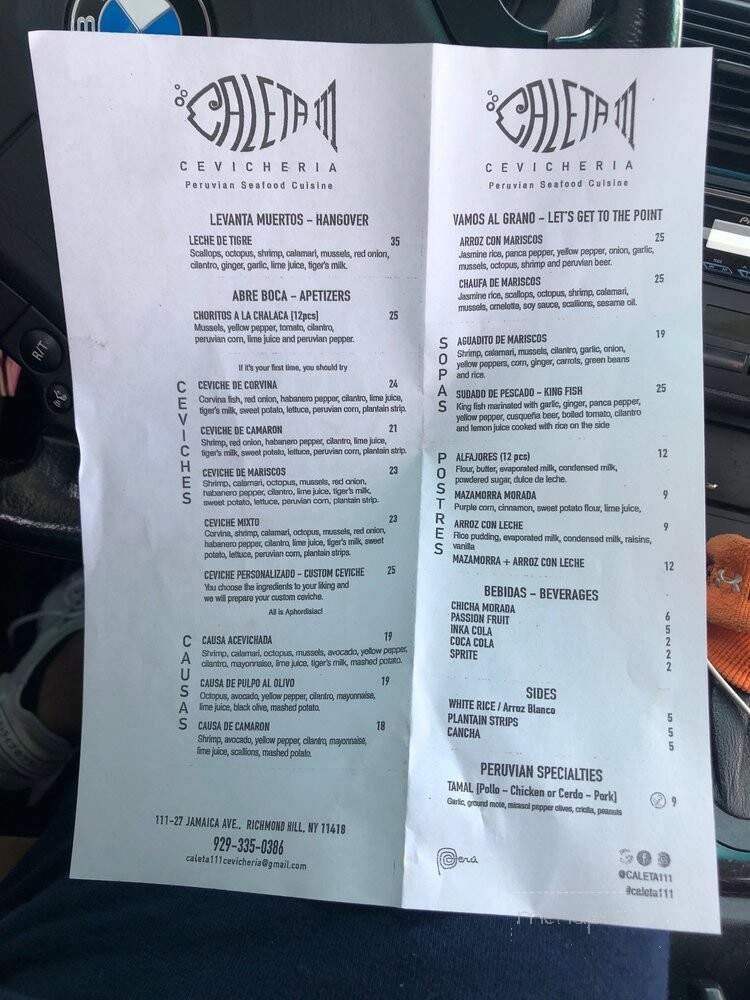 CALETA 111
CEVICHERIA
Peruvian Seafood Cuisine
LEVANTA MUERTOS – HANGOVER
LECHE DE TIGRE 35
Scallops, octopus, shrimp, calamari, mussels, red onion,
cilantro, ginger, garlic, lime juice, tiger's milk.
ABRE BOCA – APETIZERS
CHORITOS A LA CHALACA (12pcs) 25
Mussels, yellow pepper, tomato, cilantro,
peruvian corn, lime juice and peruvian pepper.
If it's your first time, you should try
CEVICHES
CEVICHE DE CORVINA 24
Corvina fish, red onion, habanero pepper, cilantro, lime juice,
tiger's milk, sweet potato, lettuce, peruvian corn, plantain strip.
CEVICHE DE CAMARON 21
Shrimp, red onion, habanero pepper, cilantro, lime juice,
tiger's milk, sweet potato, lettuce, peruvian corn, plantain strip.
CEVICHE DE MARISCOS 23
Shrimp, calamari, octopus, mussels, red onion,
habanero pepper, cilantro, lime juice, tiger's milk,
sweet potato, lettuce, peruvian corn, plantain strips.
CEVICHE MIXTO 23
Corvina, shrimp, calamari, octopus, mussels, red onion,
habanero pepper, cilantro, lime juice, tiger's milk, sweet
potato, lettuce, peruvian corn, plantain strips.
CEVICHE PERSONALIZADO – CUSTOM CEVICHE 25
You choose the ingredients to your liking and
we will prepare your custom ceviche.
All is Aphordisiac!
CAUSAS
CAUSA ACEVICHADA 19
Shrimp, calamari, octopus, mussels, avocado, yellow pepper,
cilantro, mayonnaise, lime juice, tiger's milk, mashed potato.
CAUSA DE PULPO AL OLIVO 19
Octopus, avocado, yellow pepper, cilantro, mayonnaise,
lime juice, black olive, mashed potato.
CAUSA DE CAMARON 18
Shrimp, avocado, yellow pepper, cilantro, mayonnaise,
lime juice, scallions, mashed potato.
111-27 JAMAICA AVE., RICHMOND HILL, NY 11418
929-335-0386
caleta111cevicheria@gmail.com
CALETA 111
CEVICHERIA
Peruvian Seafood Cuisine
VAMOS AL GRANO – LET'S GET TO THE POINT
ARROZ CON MARISCOS 25
Jasmine rice, panca pepper, yellow pepper, onion, garlic,
mussels, octopus, shrimp and peruvian beer.
CHAUFA DE MARISCOS 25
Jasmine rice, scallops, octopus, shrimp, calamari,
mussels, omelette, soy sauce, scallions, sesame oil.
SOPAS
AGUADITO DE MARISCOS 19
Shrimp, calamari, mussels, cilantro, garlic, onion,
yellow peppers, corn, ginger, carrots, green beans
and rice.
SUDADO DE PESCADO – KING FISH 25
King fish marinated with garlic, ginger, panca pepper,
yellow pepper, cusqueña beer, boiled tomato, cilantro
and lemon juice cooked with rice on the side
POSTRES
ALFAJORES (12 pcs) 12
Flour, butter, evaporated milk, condensed milk,
powdered sugar, dulce de leche.
MAZAMORRA MORADA 9
Purple corn, cinnamon, sweet potato flour, lime juice,
ARROZ CON LECHE 9
Rice pudding, evaporated milk, condensed milk, raisins,
vanilla
MAZAMORRA + ARROZ CON LECHE 12
BEBIDAS – BEVERAGES
CHICHA MORADA 6
PASSION FRUIT 5
INKA COLA 2
COCA COLA 2
SPRITE 2
SIDES
WHITE RICE / Arroz Blanco 5
PLANTAIN STRIPS 5
CANCHA 5
PERUVIAN SPECIALTIES
TAMAL (Pollo – Chicken or Cerdo – Pork) 9
Garlic, ground mote, mirasol pepper olives, criolla, peanuts
Perú
@CALETA111
#caleta111
BMW
R/T